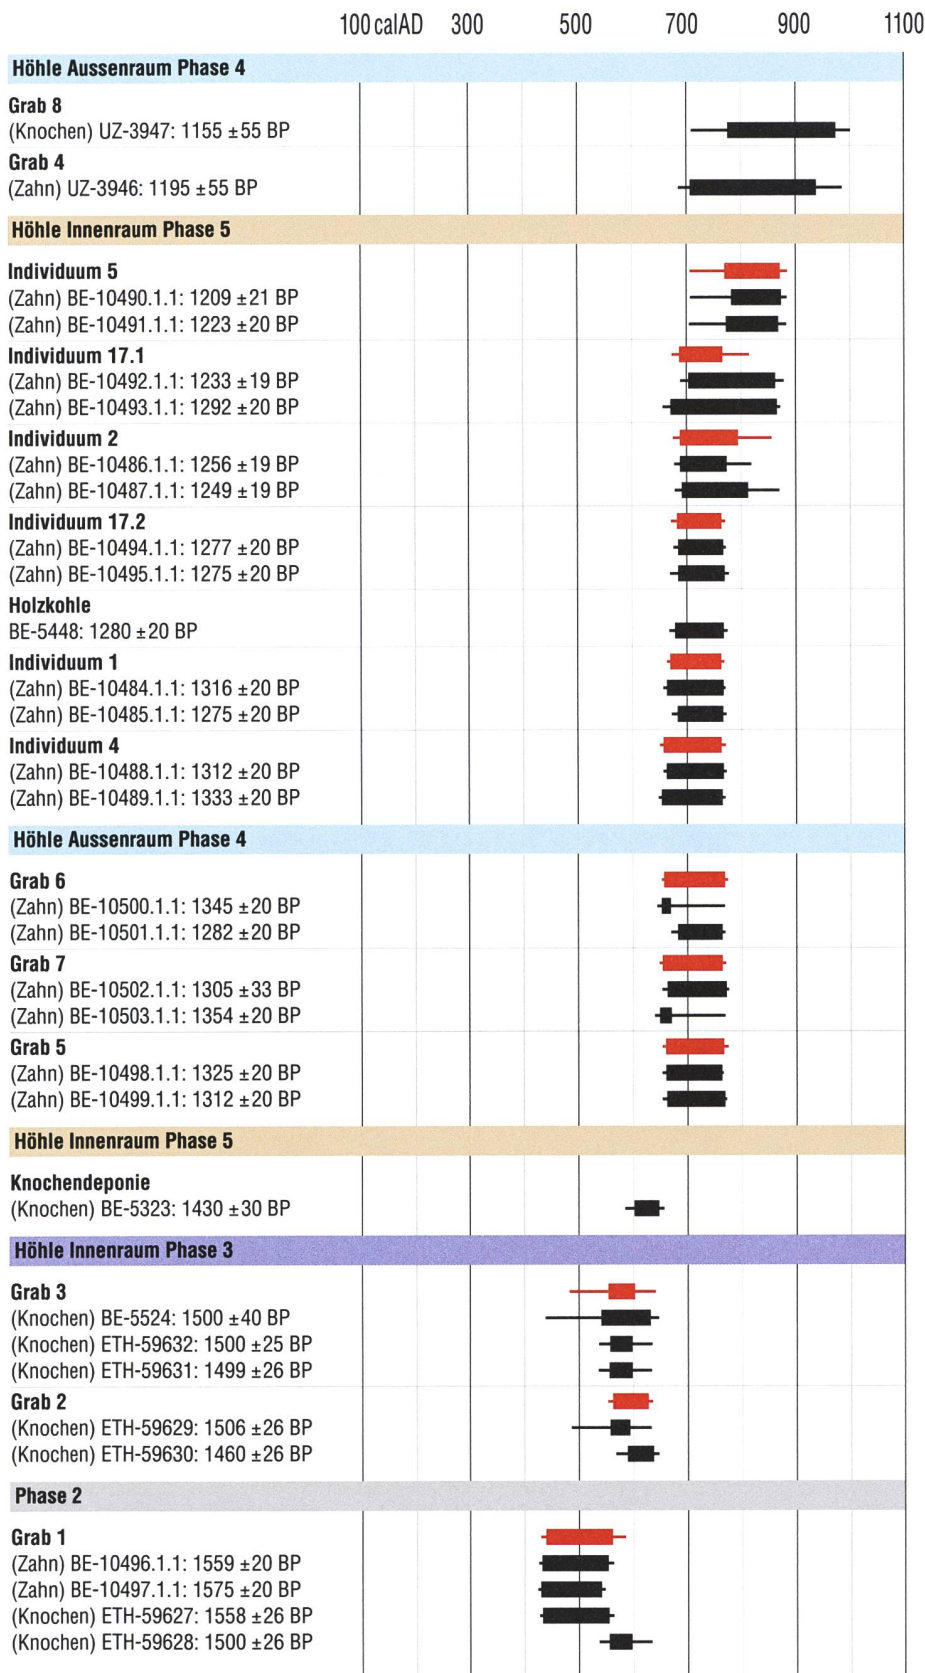 100 calAD 300 500 700 900 1100
Höhle Aussenraum Phase 4
Grab 8
(Knochen) UZ-3947: 1155 ±55 BP
Grab 4
(Zahn) UZ-3946: 1195 ±55 BP
Höhle Innenraum Phase 5
Individuum 5
(Zahn) BE-10490.1.1: 1209 ±21 BP
(Zahn) BE-10491.1.1: 1223 ±20 BP
Individuum 17.1
(Zahn) BE-10492.1.1: 1233 ±19 BP
(Zahn) BE-10493.1.1: 1292 ±20 BP
Individuum 2
(Zahn) BE-10486.1.1: 1256 ±19 BP
(Zahn) BE-10487.1.1: 1249 ±19 BP
Individuum 17.2
(Zahn) BE-10494.1.1: 1277 ±20 BP
(Zahn) BE-10495.1.1: 1275 ±20 BP
Holzkohle
BE-5448: 1280 ±20 BP
Individuum 1
(Zahn) BE-10484.1.1: 1316 ±20 BP
(Zahn) BE-10485.1.1: 1275 ±20 BP
Individuum 4
(Zahn) BE-10488.1.1: 1312 ±20 BP
(Zahn) BE-10489.1.1: 1333 ±20 BP
Höhle Aussenraum Phase 4
Grab 6
(Zahn) BE-10500.1.1: 1345 ±20 BP
(Zahn) BE-10501.1.1: 1282 ±20 BP
Grab 7
(Zahn) BE-10502.1.1: 1305 ±33 BP
(Zahn) BE-10503.1.1: 1354 ±20 BP
Grab 5
(Zahn) BE-10498.1.1: 1325 ±20 BP
(Zahn) BE-10499.1.1: 1312 ±20 BP
Höhle Innenraum Phase 5
Knochendeponie
(Knochen) BE-5323: 1430 ±30 BP
Höhle Innenraum Phase 3
Grab 3
(Knochen) BE-5524: 1500 ±40 BP
(Knochen) ETH-59632: 1500 ±25 BP
(Knochen) ETH-59631: 1499 ±26 BP
Grab 2
(Knochen) ETH-59629: 1506 ±26 BP
(Knochen) ETH-59630: 1460 ±26 BP
Phase 2
Grab 1
(Zahn) BE-10496.1.1: 1559 ±20 BP
(Zahn) BE-10497.1.1: 1575 ±20 BP
(Knochen) ETH-59627: 1558 ±26 BP
(Knochen) ETH-59628: 1500 ±26 BP